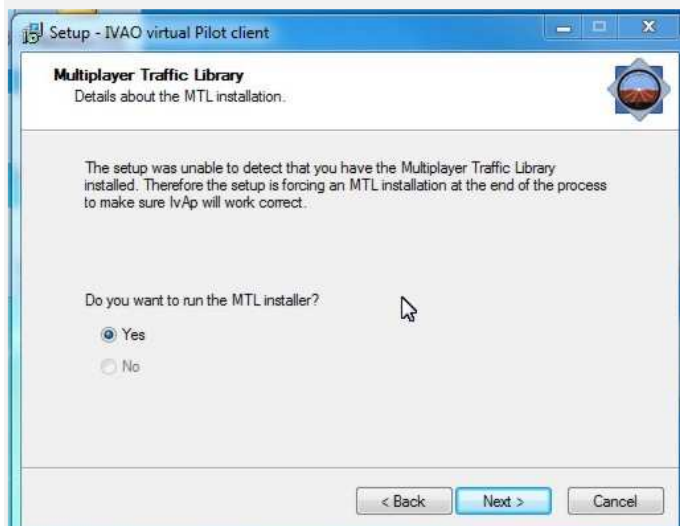 Setup - IVAO virtual Pilot client
Multiplayer Traffic Library
Details about the MTL installation.
The setup was unable to detect that you have the Multiplayer Traffic Library
installed. Therefore the setup is forcing an MTL installation at the end of the process
to make sure IvAp will work correct.
Do you want to run the MTL installer?
Yes
No
< Back
Next >
Cancel